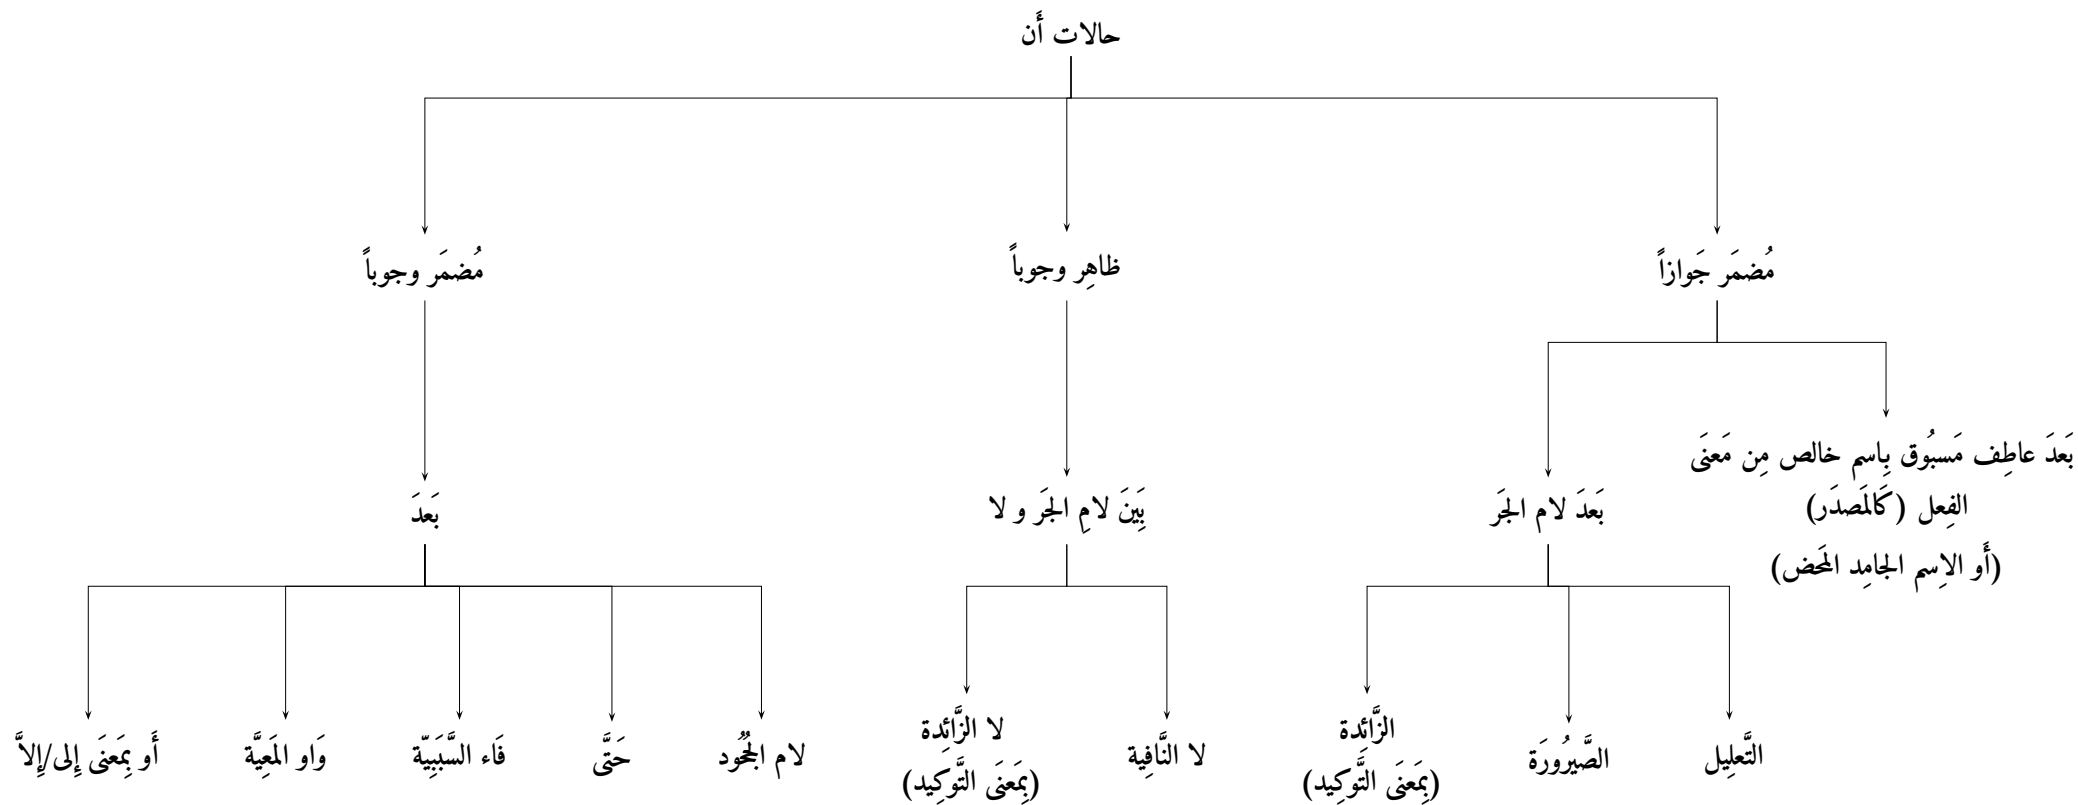 حالات أَن
مُضمَر جَوازاً
ظاهِر وجوباً
مُضمَر وجوباً
بَعدَ عاطِف مَسبُوق بِاسم خالص مِن مَعنَى
الفِعل (كَالمَصدَر)
(أَو الاِسم الجامِد المَحض)
بَعدَ لام الجَر
بَينَ لامِ الجَر و لا
بَعدَ
التَّعلِيل
الصَّيرُورَة
الزَّائِدة
(بِمَعنَى التَّوكِيد)
لا النَّافِية
لا الزَّائِدة
(بِمَعنَى التَّوكِيد)
لام الجُحُود
حَتَّى
فَاء السَّبَبِيّة
وَاو المَعِيَّة
أَو بِمَعنَى إِلى/إِلاَّ